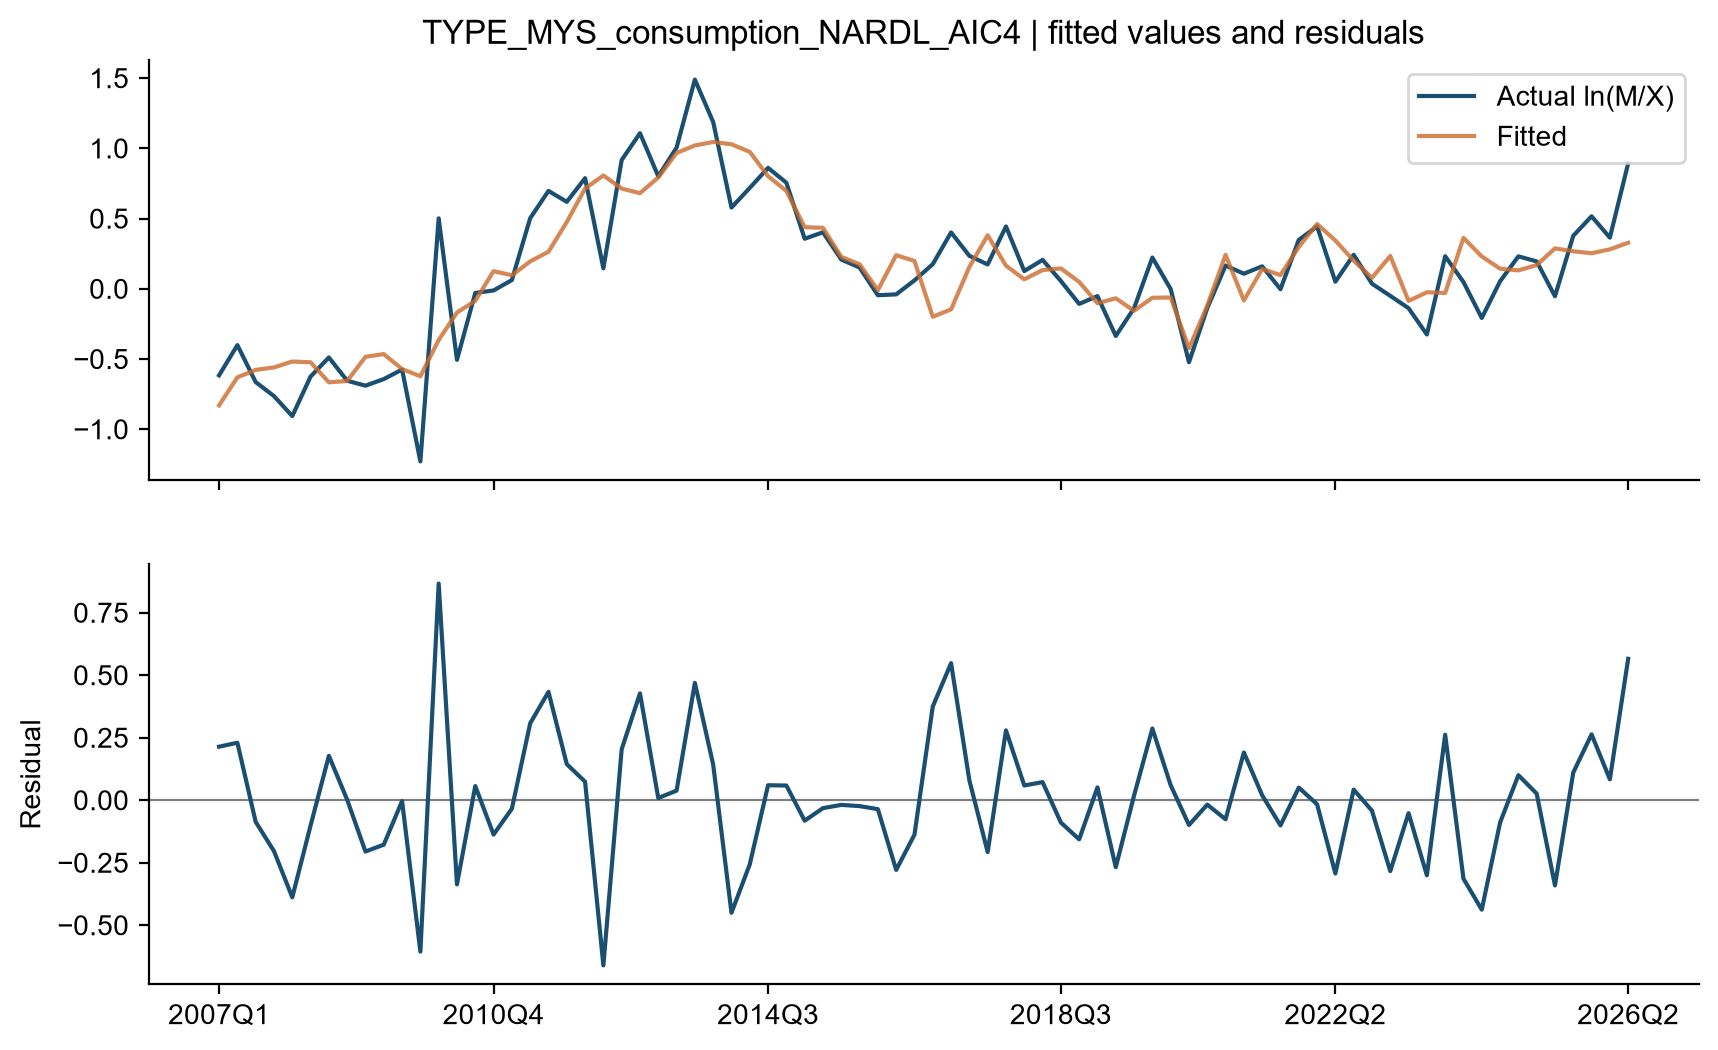 TYPE_MYS_consumption_NARDL_AIC4 | fitted values and residuals
Actual ln(M/X)
Fitted
1.5
1.0
0.5
0.0
−0.5
−1.0
Residual
0.75
0.50
0.25
0.00
−0.25
−0.50
2007Q1
2010Q4
2014Q3
2018Q3
2022Q2
2026Q2